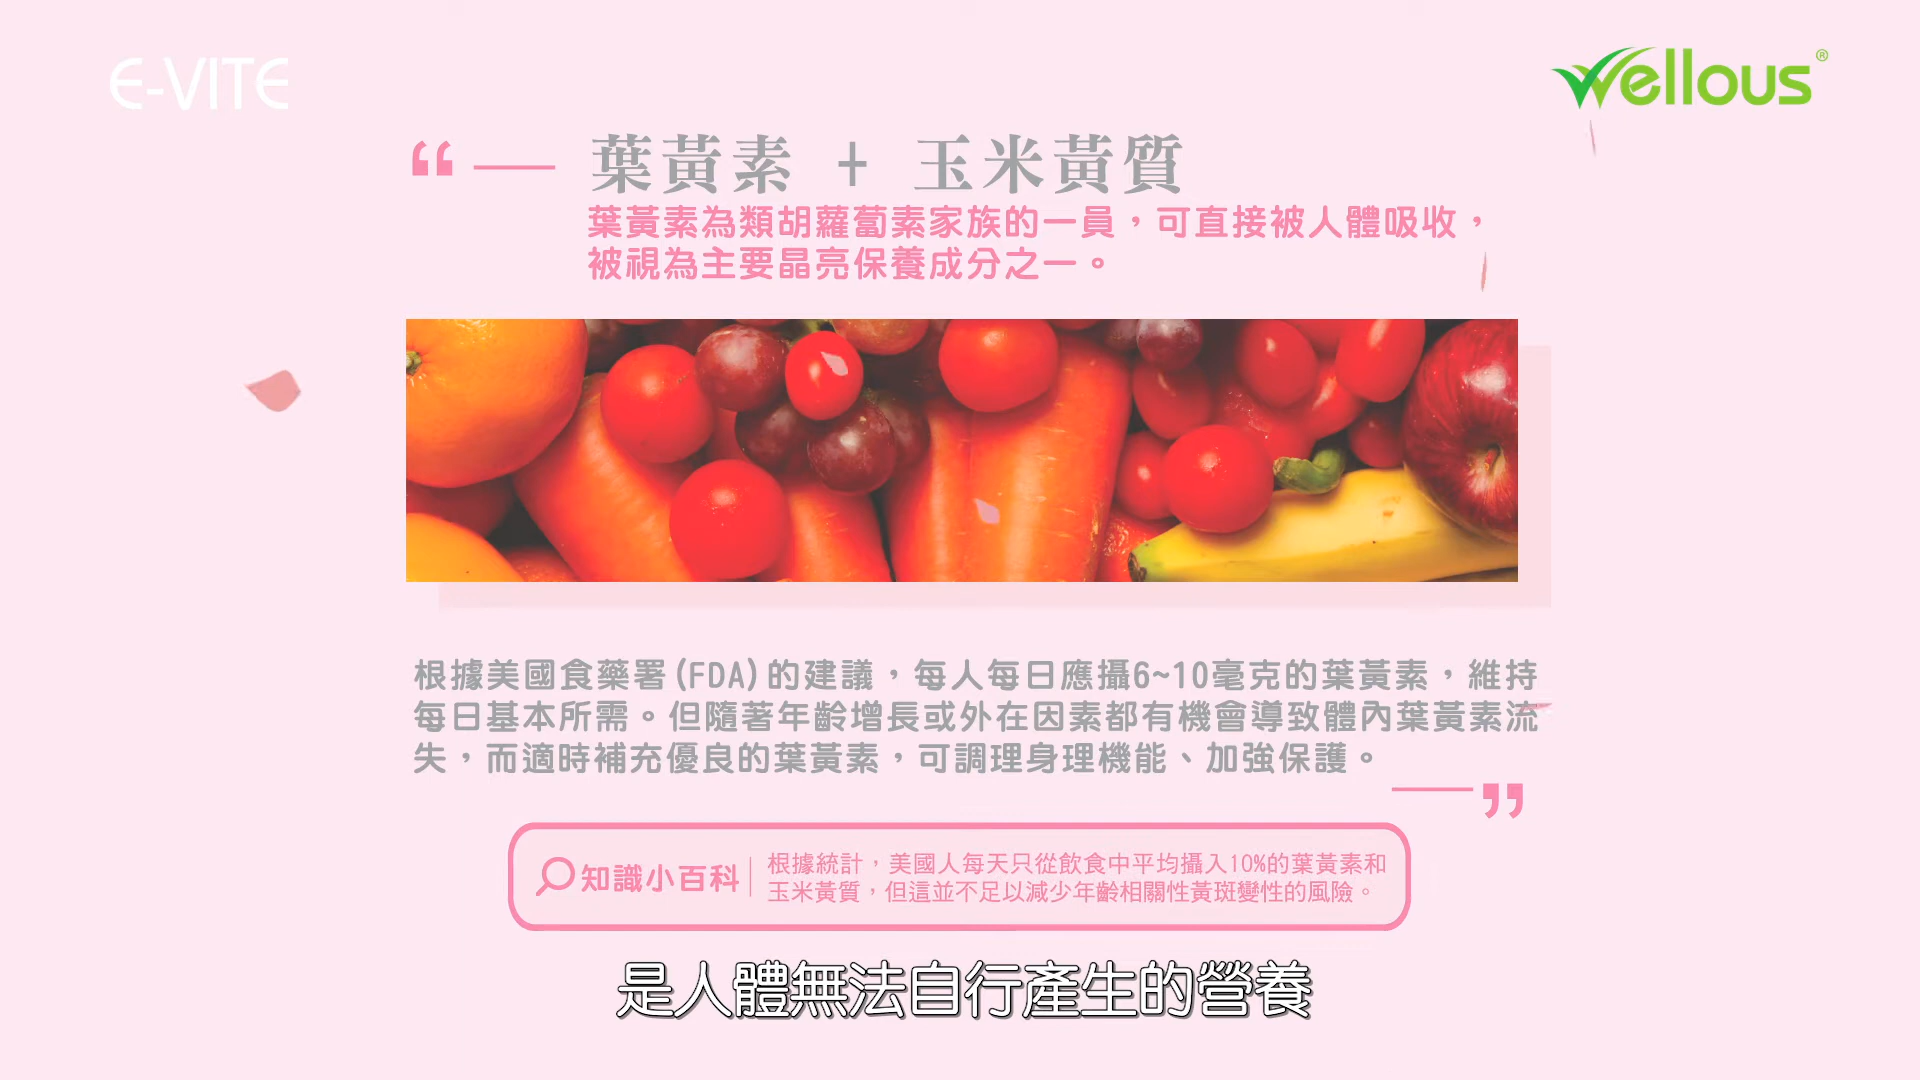 E-VITE
Wellous®
“
葉黃素 + 玉米黃質
葉黃素為類胡蘿蔔素家族的一員，可直接被人體吸收，
被視為主要晶亮保養成分之一。
根據美國食藥署(FDA)的建議，每人每日應攝6~10毫克的葉黃素，維持
每日基本所需。但隨著年齡增長或外在因素都有機會導致體內葉黃素流
失，而適時補充優良的葉黃素，可調理身理機能、加強保護。
”
知識小百科
根據統計，美國人每天只從飲食中平均攝入10%的葉黃素和
玉米黃質，但這並不足以減少年齡相關性黃斑變性的風險。
是人體無法自行產生的營養